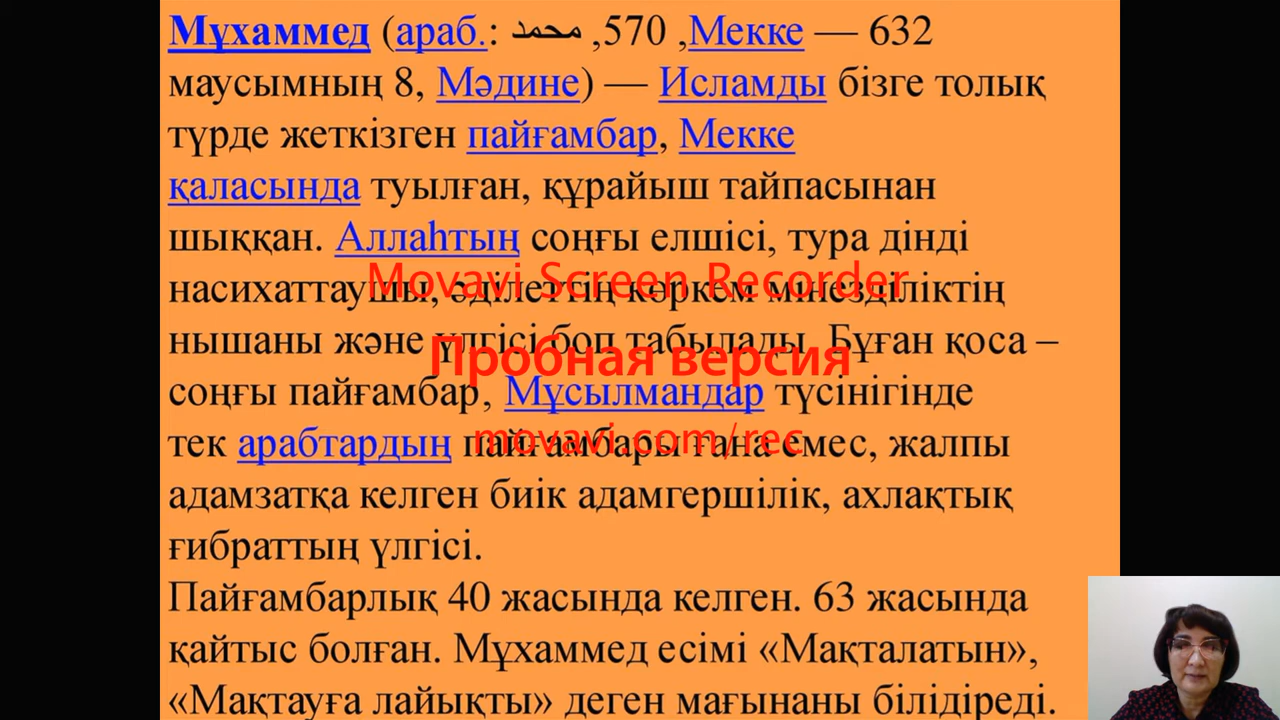 Мұхаммед (араб.: محمد ,570 ,Мекке — 632
маусымның 8, Мәдине) — Исламды бізге толық
түрде жеткізген пайғамбар, Мекке
қаласында туылған, құрайыш тайпасынан
шыққан. Аллаһтың соңғы елшісі, тура дінді
насихаттаушы, әділеттің көркем мінезділіктің
Movavi Screen Recorder
нышаны және үлгісі боп табылады. Бұған қоса –
Пробная версия
соңғы пайғамбар, Мұсылмандар түсінігінде
тек арабтардың пайғамбары ғана емес, жалпы
movavi.com/rec
адамзатқа келген биік адамгершілік, ахлақтық
ғибраттың үлгісі.
Пайғамбарлық 40 жасында келген. 63 жасында
қайтыс болған. Мұхаммед есімі «Мақталатын»,
«Мақтауға лайықты» деген мағынаны білідіреді.